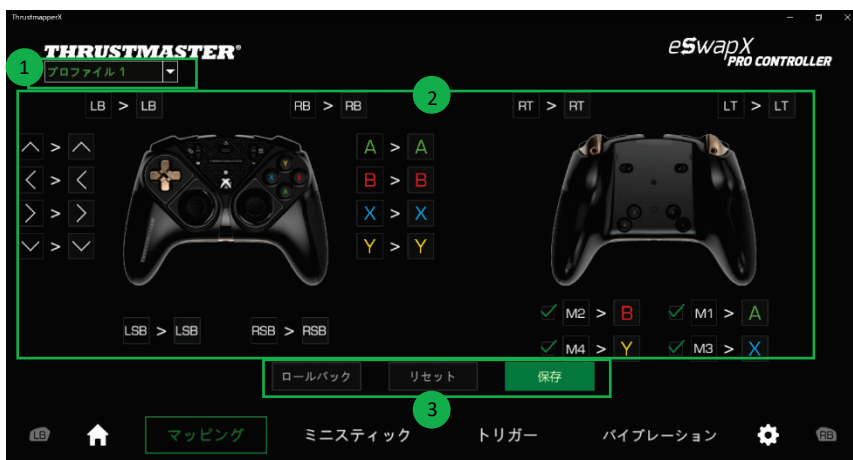 ThrustmapperX
THRUSTMASTER®
eSwapX
PRO CONTROLLER
1
プロファイル 1
2
LB > LB
RB > RB
RT > RT
LT > LT
A > A
B > B
X > X
Y > Y
LSB > LSB
RSB > RSB
M2 > B
M1 > A
M4 > Y
M3 > X
ロールバック
リセット
保存
3
LB
マッピング
ミニスティック
トリガー
バイブレーション
RB